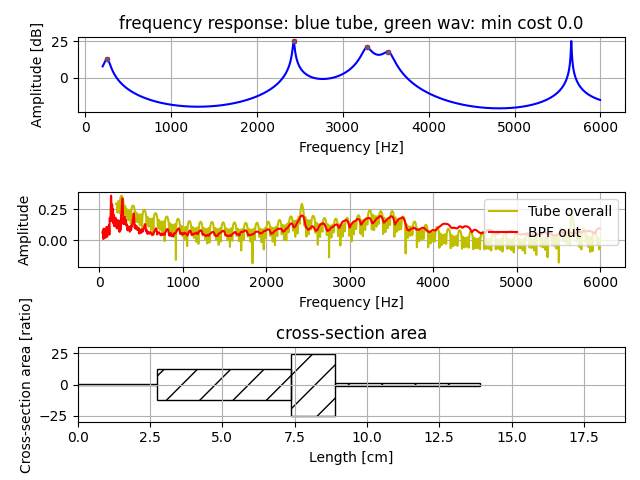 frequency response: blue tube, green wav: min cost 0.0
Amplitude [dB]
25
0
0 1000 2000 3000 4000 5000 6000
Frequency [Hz]
Amplitude
0.25
0.00
Tube overall
BPF out
0 1000 2000 3000 4000 5000 6000
Frequency [Hz]
cross-section area
Cross-section area [ratio]
25
0
−25
0.0 2.5 5.0 7.5 10.0 12.5 15.0 17.5
Length [cm]